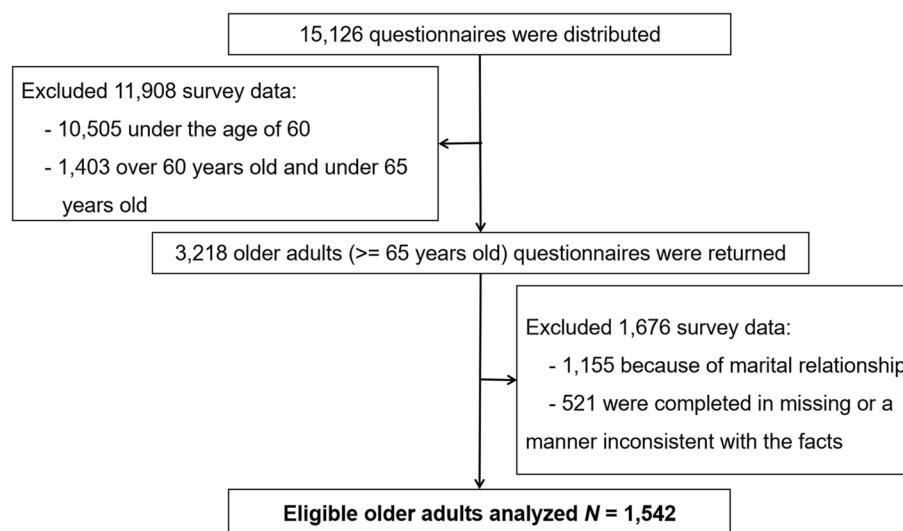 15,126 questionnaires were distributed
Excluded 11,908 survey data:
- 10,505 under the age of 60
- 1,403 over 60 years old and under 65
years old
3,218 older adults (>= 65 years old) questionnaires were returned
Excluded 1,676 survey data:
- 1,155 because of marital relationship
- 521 were completed in missing or a
manner inconsistent with the facts
Eligible older adults analyzed N = 1,542